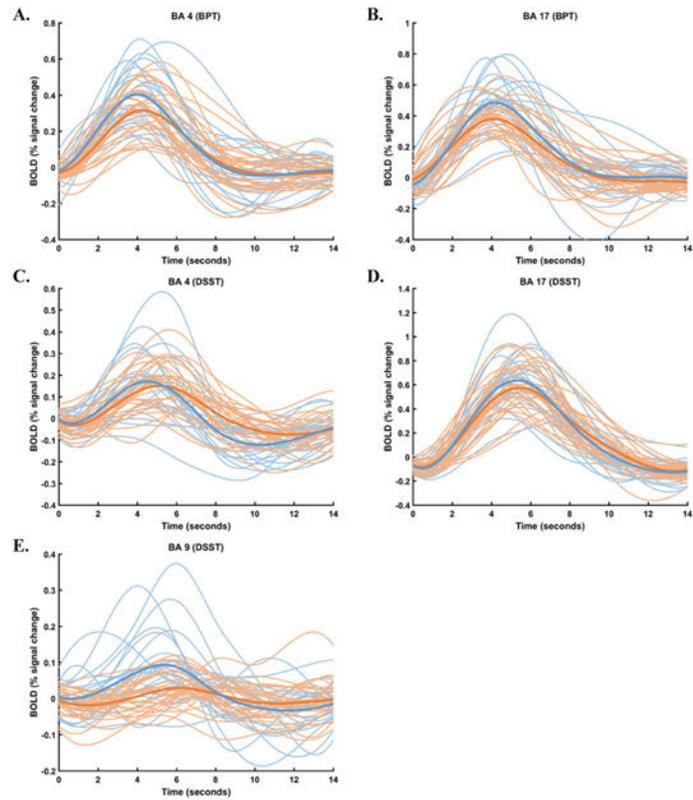 A.
BA 4 (BPT)
BOLD (% signal change)
0.8
0.6
0.4
0.2
0
-0.2
-0.4
0 2 4 6 8 10 12 14
Time (seconds)
B.
BA 17 (BPT)
BOLD (% signal change)
1
0.8
0.6
0.4
0.2
0
-0.2
-0.4
0 2 4 6 8 10 12 14
Time (seconds)
C.
BA 4 (DSST)
BOLD (% signal change)
0.6
0.5
0.4
0.3
0.2
0.1
0
-0.1
-0.2
-0.3
-0.4
0 2 4 6 8 10 12 14
Time (seconds)
D.
BA 17 (DSST)
BOLD (% signal change)
1.4
1.2
1
0.8
0.6
0.4
0.2
0
-0.2
-0.4
0 2 4 6 8 10 12 14
Time (seconds)
E.
BA 9 (DSST)
BOLD (% signal change)
0.4
0.3
0.2
0.1
0
-0.1
-0.2
0 2 4 6 8 10 12 14
Time (seconds)